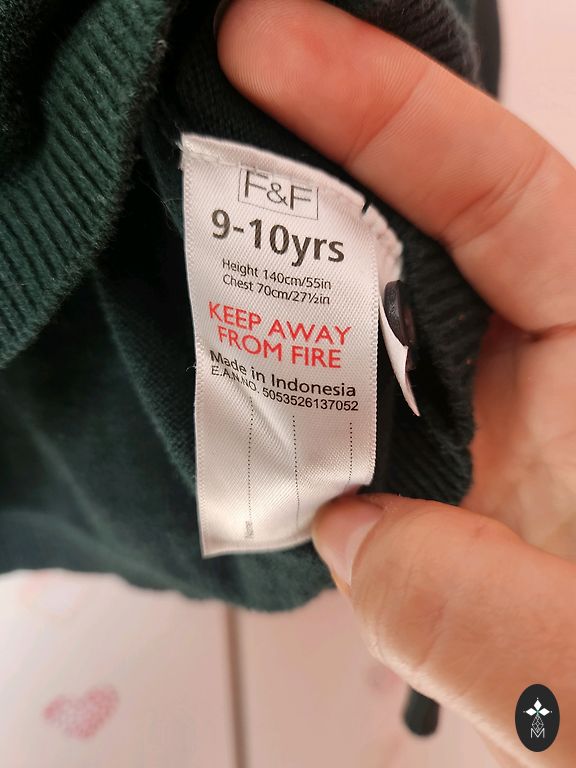 F&F
9-10yrs
Height 140cm/55in
Chest 70cm/27½in
KEEP AWAY
FROM FIRE
Made in Indonesia
E.A.N.NO. 5053526137052